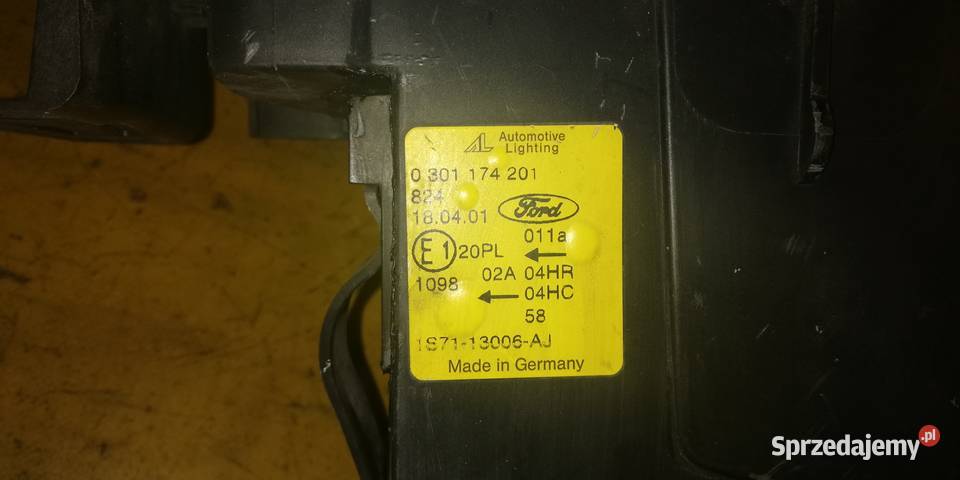 AL Automotive
Lighting
0 301 174 201
824
18.04.01 Ford
011a
E1 20PL ←
02A 04HR
1098 ← 04HC
58
1S71-13006-AJ
Made in Germany
Sprzedajemy.pl